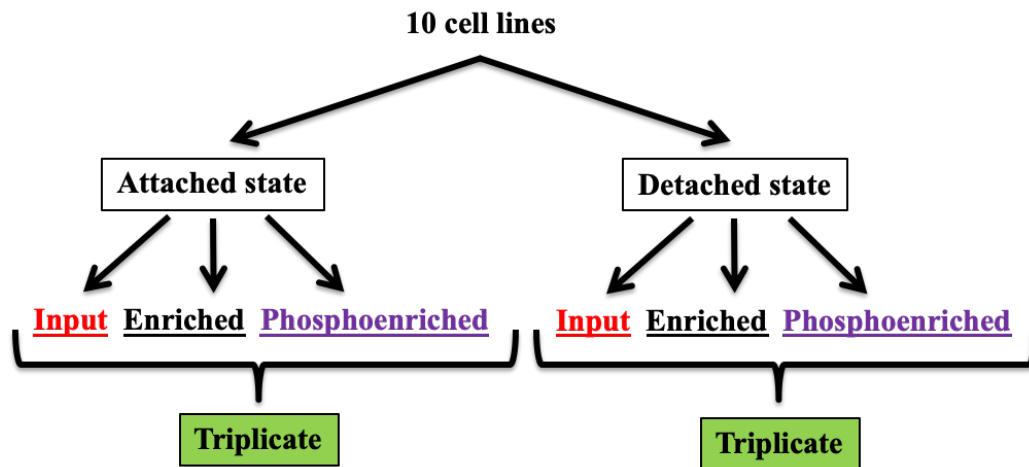 10 cell lines
Attached state
Detached state
Input Enriched Phosphoenriched
Input Enriched Phosphoenriched
Triplicate
Triplicate